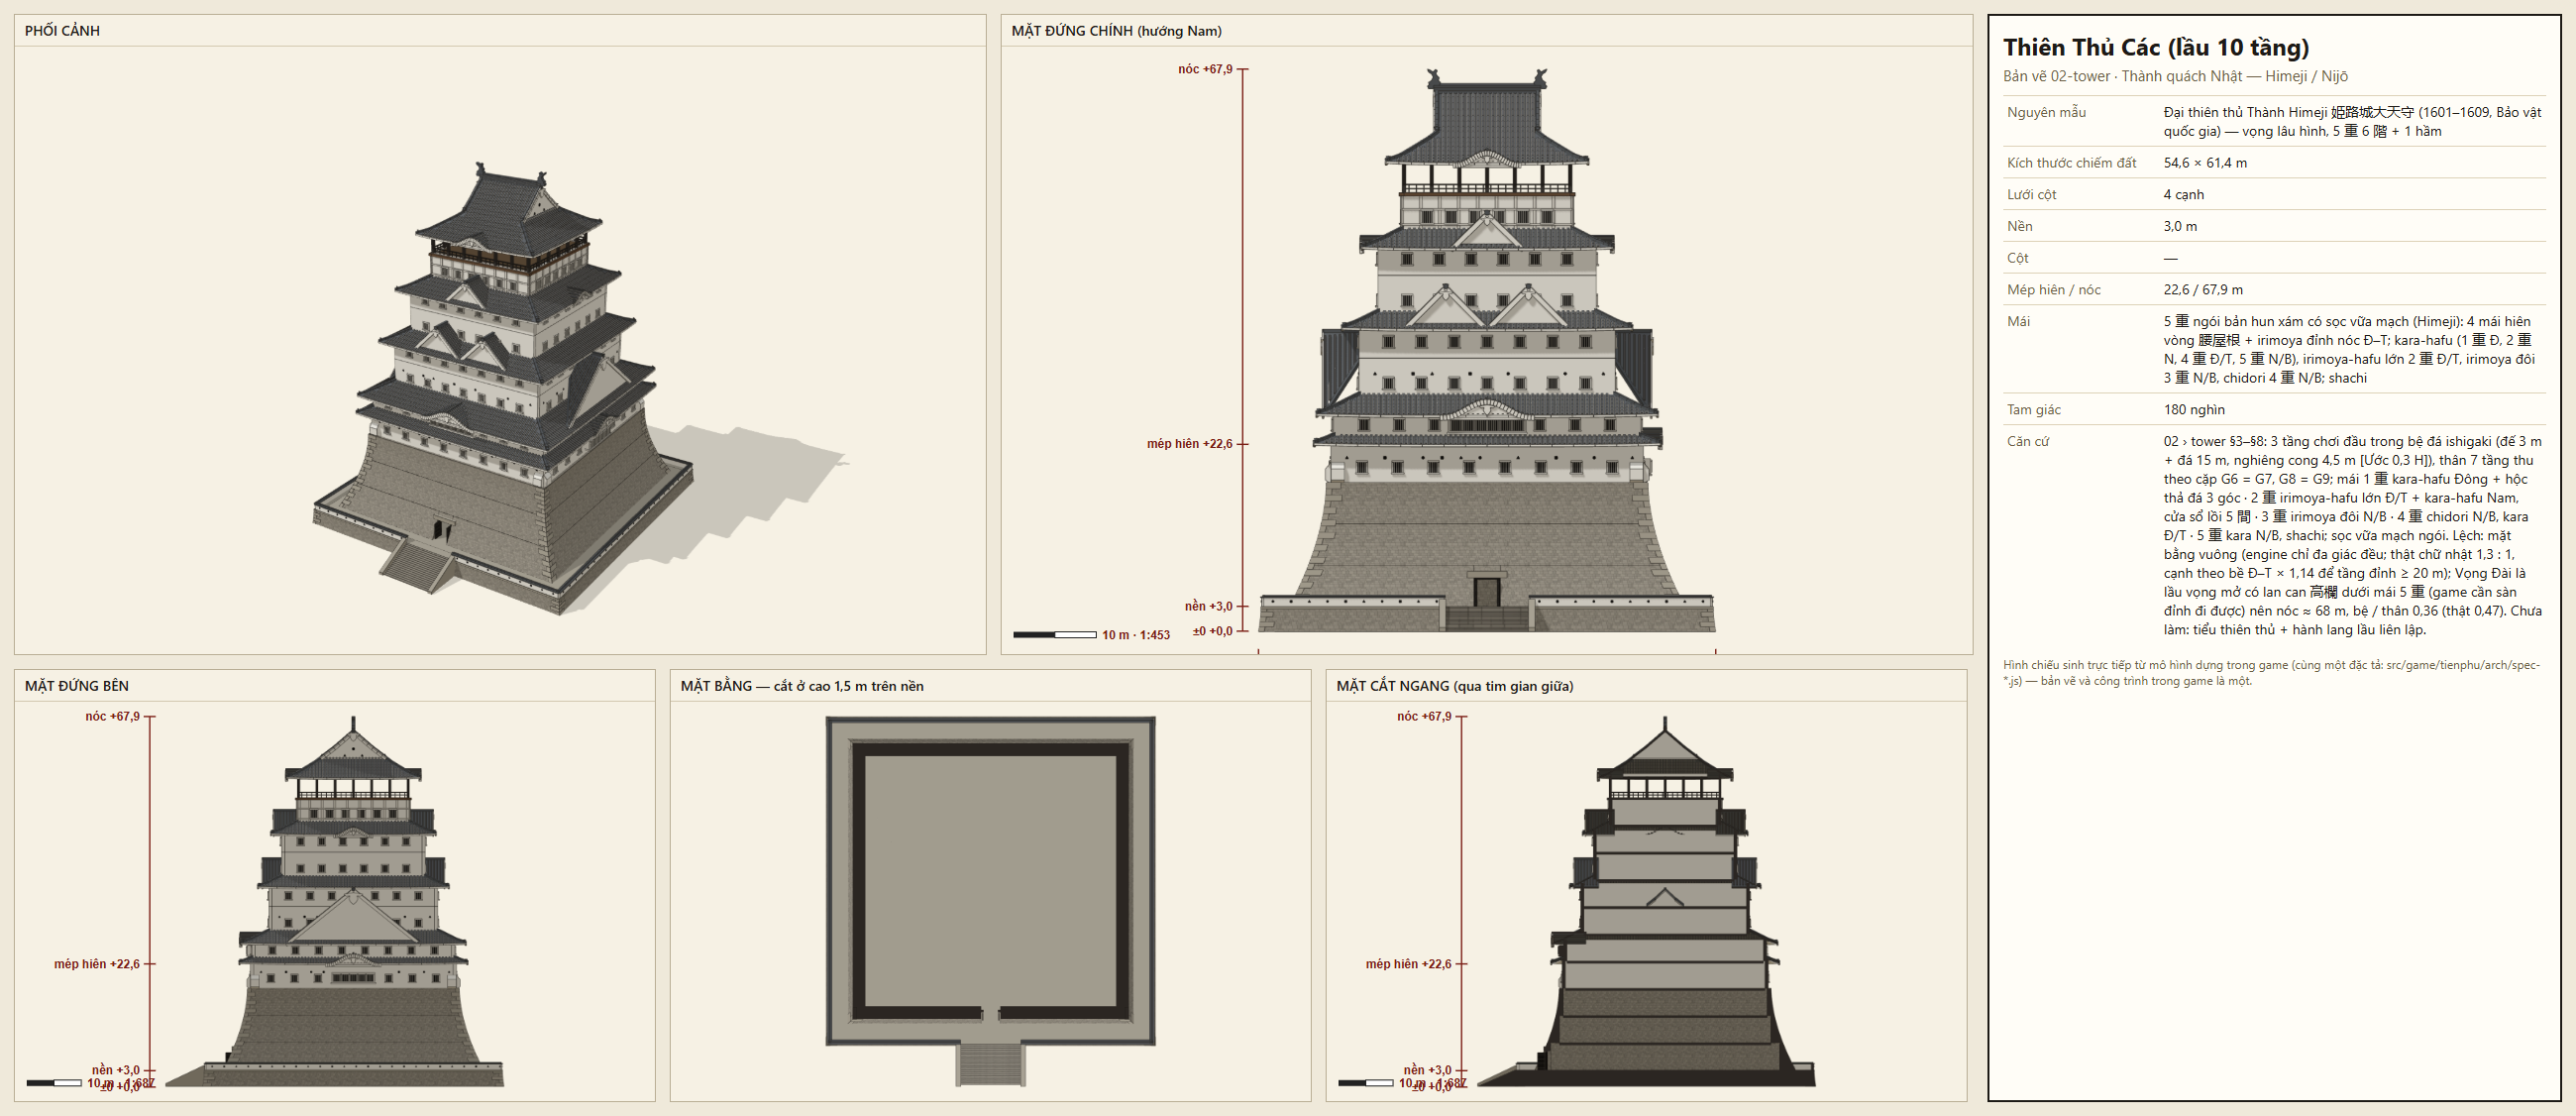 PHỐI CẢNH
MẶT ĐỨNG CHÍNH (hướng Nam)
nóc +67,9
mép hiên +22,6
nền +3,0
±0 +0,0
10 m · 1:453
MẶT ĐỨNG BÊN
nóc +67,9
mép hiên +22,6
nền +3,0
10 m · 1:687
±0 +0,0
MẶT BẰNG — cắt ở cao 1,5 m trên nền
MẶT CẮT NGANG (qua tim gian giữa)
nóc +67,9
mép hiên +22,6
nền +3,0
10 m · 1:687
±0 +0,0
Thiên Thủ Các (lầu 10 tầng)
Bản vẽ 02-tower · Thành quách Nhật — Himeji / Nijō
Nguyên mẫu
Đại thiên thủ Thành Himeji 姫路城大天守 (1601–1609, Bảo vật
quốc gia) — vọng lâu hình, 5 重 6 階 + 1 hầm
Kích thước chiếm đất
54,6 × 61,4 m
Lưới cột
4 cạnh
Nền
3,0 m
Cột
—
Mép hiên / nóc
22,6 / 67,9 m
Mái
5 重 ngói bản hun xám có sọc vữa mạch (Himeji): 4 mái hiên
vòng 腰屋根 + irimoya đỉnh nóc Đ–T; kara-hafu (1 重 Đ, 2 重
N, 4 重 Đ/T, 5 重 N/B), irimoya-hafu lớn 2 重 Đ/T, irimoya đôi
3 重 N/B, chidori 4 重 N/B; shachi
Tam giác
180 nghìn
Căn cứ
02 › tower §3–§8: 3 tầng chơi đầu trong bệ đá ishigaki (đế 3 m
+ đá 15 m, nghiêng cong 4,5 m [Ước 0,3 H]), thân 7 tầng thu
theo cặp G6 = G7, G8 = G9; mái 1 重 kara-hafu Đông + hộc
thả đá 3 góc · 2 重 irimoya-hafu lớn Đ/T + kara-hafu Nam,
cửa sổ lồi 5 間 · 3 重 irimoya đôi N/B · 4 重 chidori N/B, kara
Đ/T · 5 重 kara N/B, shachi; sọc vữa mạch ngói. Lệch: mặt
bằng vuông (engine chỉ đa giác đều; thật chữ nhật 1,3 : 1,
cạnh theo bề Đ–T × 1,14 để tầng đỉnh ≥ 20 m); Vọng Đài là
lầu vọng mở có lan can 高欄 dưới mái 5 重 (game cần sàn
đỉnh đi được) nên nóc ≈ 68 m, bệ / thân 0,36 (thật 0,47). Chưa
làm: tiểu thiên thủ + hành lang lầu liên lập.
Hình chiếu sinh trực tiếp từ mô hình dựng trong game (cùng một đặc tả: src/game/tienphu/arch/spec-
*.js) — bản vẽ và công trình trong game là một.